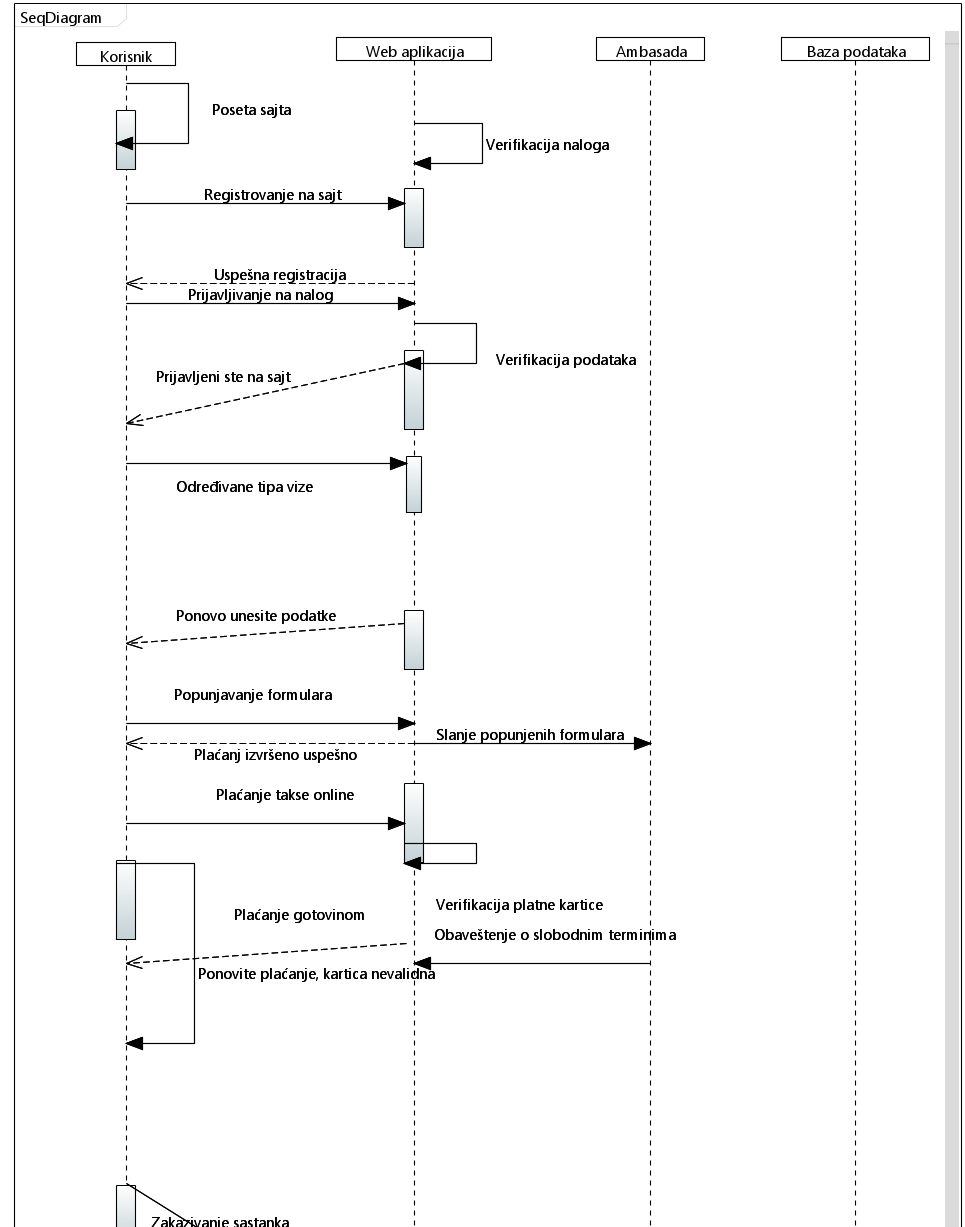 SeqDiagram
Korisnik
Web aplikacija
Ambasada
Baza podataka
Poseta sajta
Verifikacija naloga
Registrovanje na sajt
Uspešna registracija
Prijavljivanje na nalog
Verifikacija podataka
Prijavljeni ste na sajt
Određivane tipa vize
Ponovo unesite podatke
Popunjavanje formulara
Slanje popunjenih formulara
Plaćanj izvršeno uspešno
Plaćanje takse online
Verifikacija platne kartice
Plaćanje gotovinom
Obaveštenje o slobodnim terminima
Ponovite plaćanje, kartica nevalidna
Zakazivanje sastanka